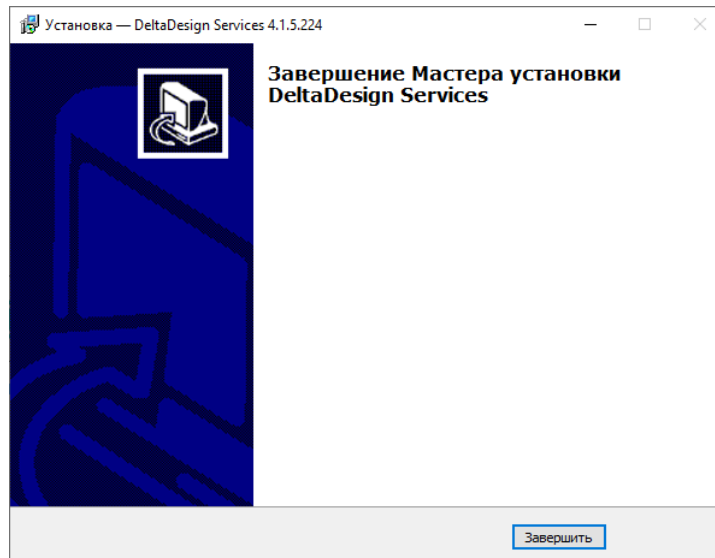 Установка — DeltaDesign Services 4.1.5.224
Завершение Мастера установки
DeltaDesign Services
Завершить